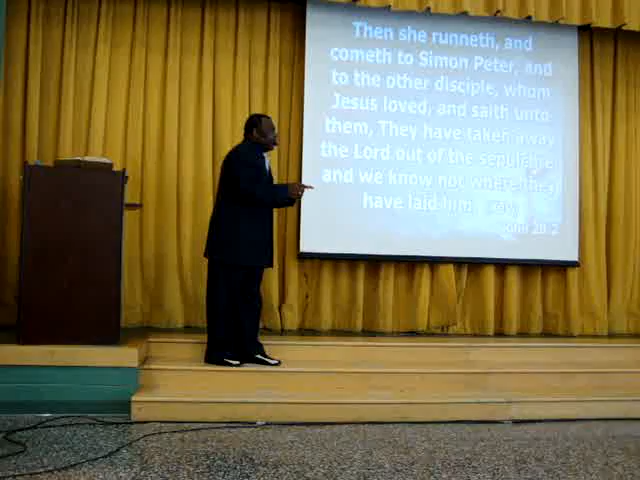 Then she runneth, and
cometh to Simon Peter, and
to the other disciple, whom
Jesus loved, and saith unto
them, They have taken away
the Lord out of the sepulchre
and we know not where they
have laid him.
John 20:2